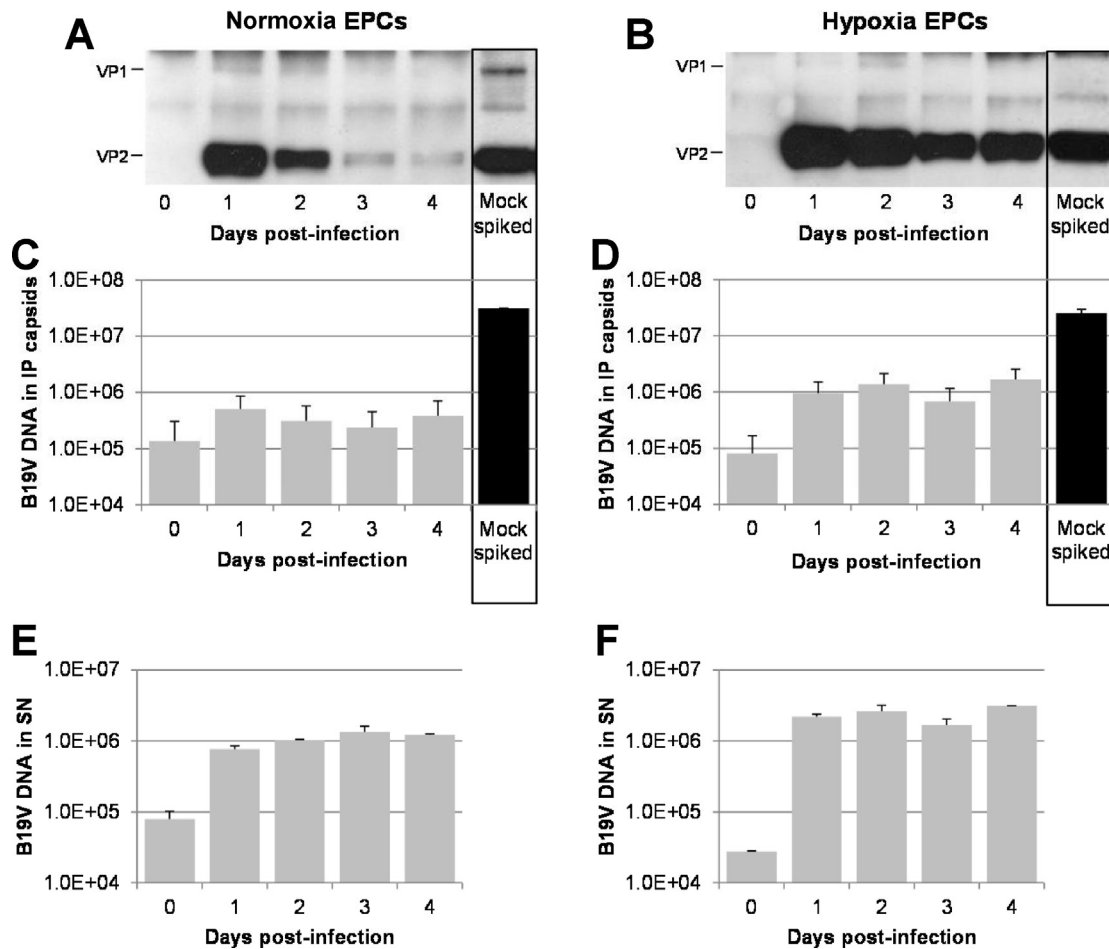 Normoxia EPCs
A
VP1
VP2
0 1 2 3 4 Mock spiked
Days post-infection
Hypoxia EPCs
B
VP1
VP2
0 1 2 3 4 Mock spiked
Days post-infection
C
B19V DNA in IP capsids
1.0E+08
1.0E+07
1.0E+06
1.0E+05
1.0E+04
0 1 2 3 4 Mock spiked
Days post-infection
D
B19V DNA in IP capsids
1.0E+08
1.0E+07
1.0E+06
1.0E+05
1.0E+04
0 1 2 3 4 Mock spiked
Days post-infection
E
B19V DNA in SN
1.0E+07
1.0E+06
1.0E+05
1.0E+04
0 1 2 3 4
Days post-infection
F
B19V DNA in SN
1.0E+07
1.0E+06
1.0E+05
1.0E+04
0 1 2 3 4
Days post-infection